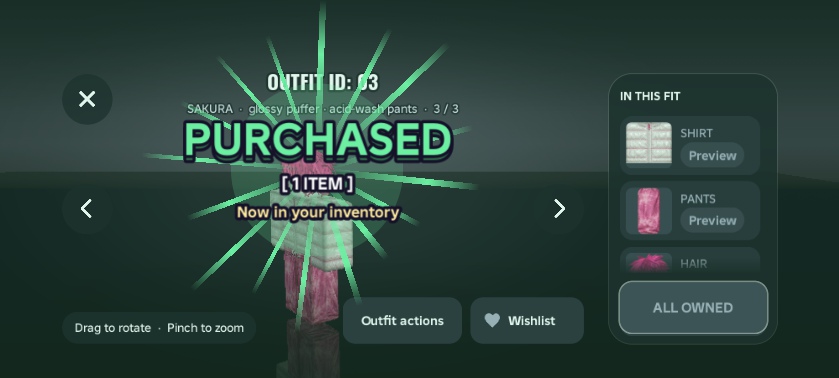 OUTFIT ID: 03
SAKURA · glossy puffer · acid-wash pants · 3 / 3
PURCHASED
[ 1 ITEM ]
Now in your inventory
Drag to rotate · Pinch to zoom
Outfit actions
Wishlist
IN THIS FIT
SHIRT
Preview
PANTS
Preview
HAIR
ALL OWNED